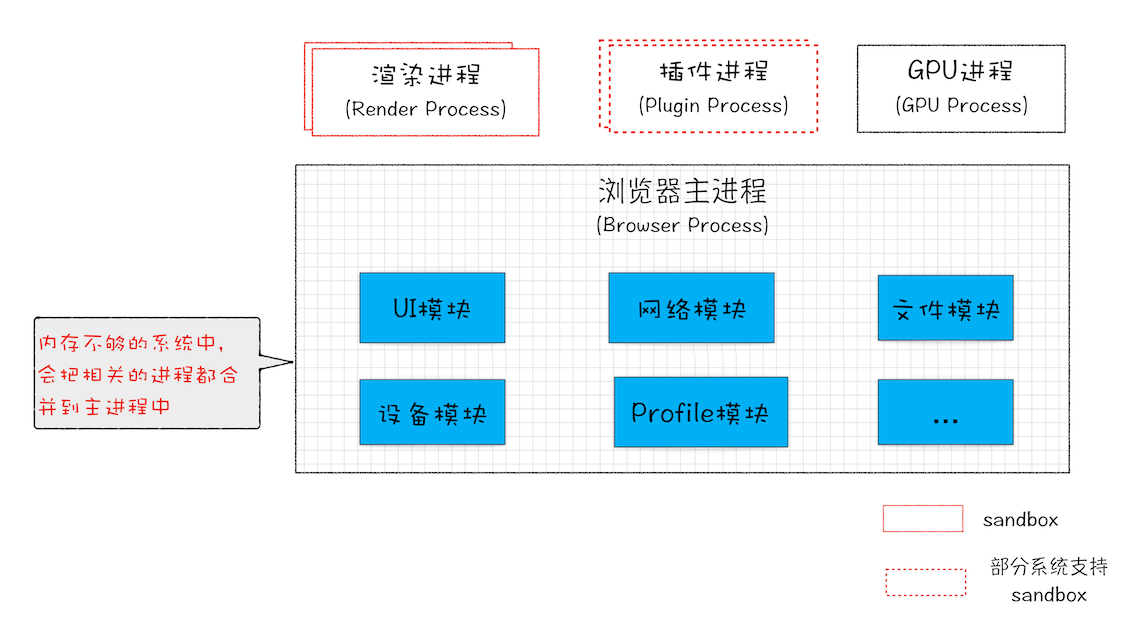 渲染进程
(Render Process)
插件进程
(Plugin Process)
GPU进程
(GPU Process)
浏览器主进程
(Browser Process)
UI模块
网络模块
文件模块
内存不够的系统中,
会把相关的进程都合
并到主进程中
设备模块
Profile模块
...
sandbox
部分系统支持
sandbox